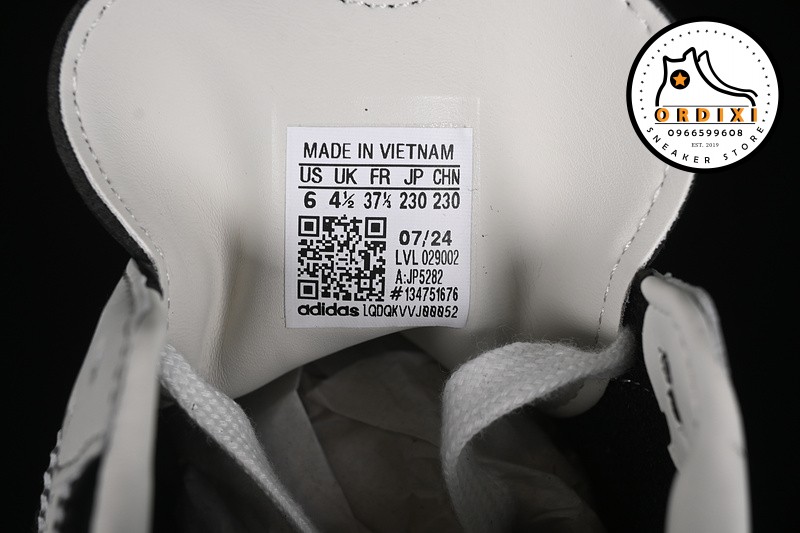 MADE IN VIETNAM
US UK FR JP CHN
6 4½ 37⅓ 230 230
07/24
LVL 029002
A:JP5282
#134751676
adidas 1QDQKVVJ00052
ORDIXI
0966599608
EST. 2019
SNEAKER STORE